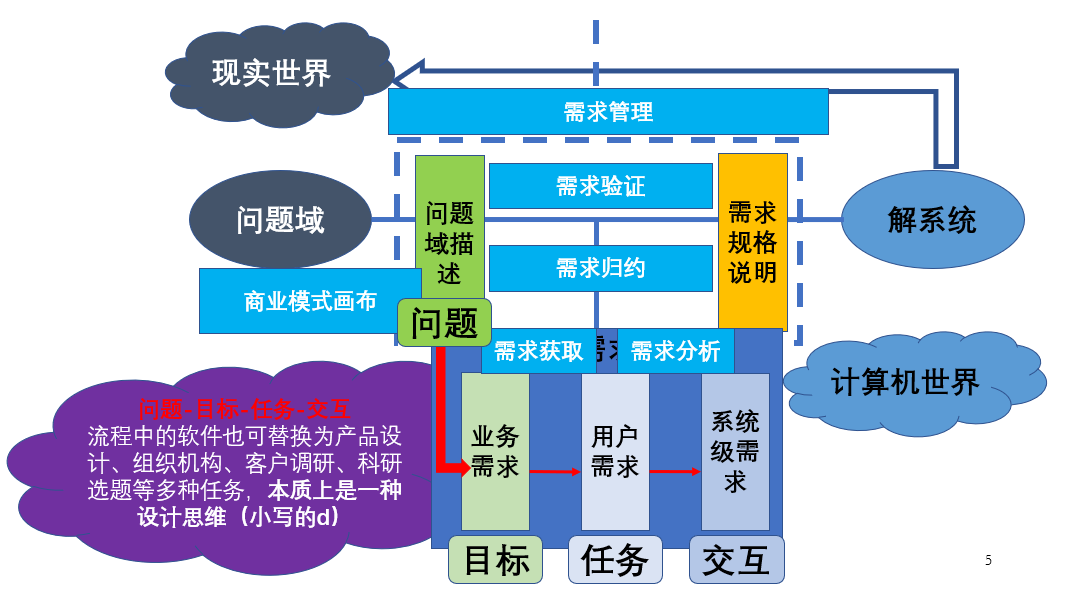 现实世界
需求管理
问题域
问题
域描
述
需求验证
需求归约
需求
规格
说明
解系统
商业模式画布
问题
需求获取
需求分析
计算机世界
问题-目标-任务-交互
流程中的软件也可替换为产品设
计、组织机构、客户调研、科研
选题等多种任务，本质上是一种
设计思维（小写的d）
业务
需求
用户
需求
系统
级需
求
目标
任务
交互
5